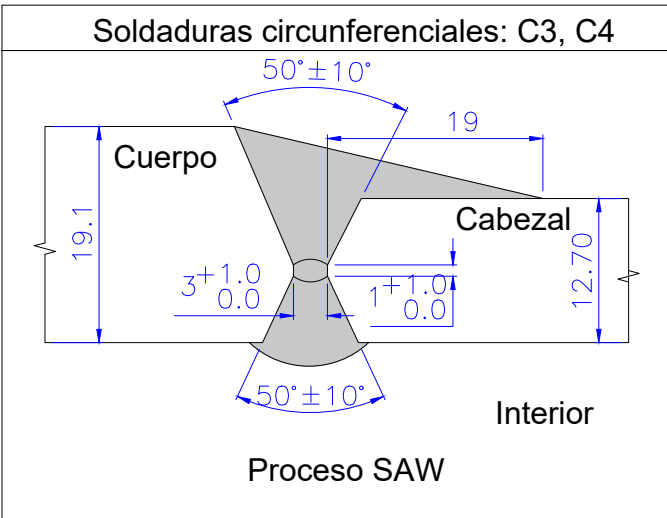 Soldaduras circunferenciales: C3, C4
50°±10°
19
Cuerpo
Cabezal
19.1
12.70
3+1.0
0.0
1+1.0
0.0
50°±10°
Interior
Proceso SAW